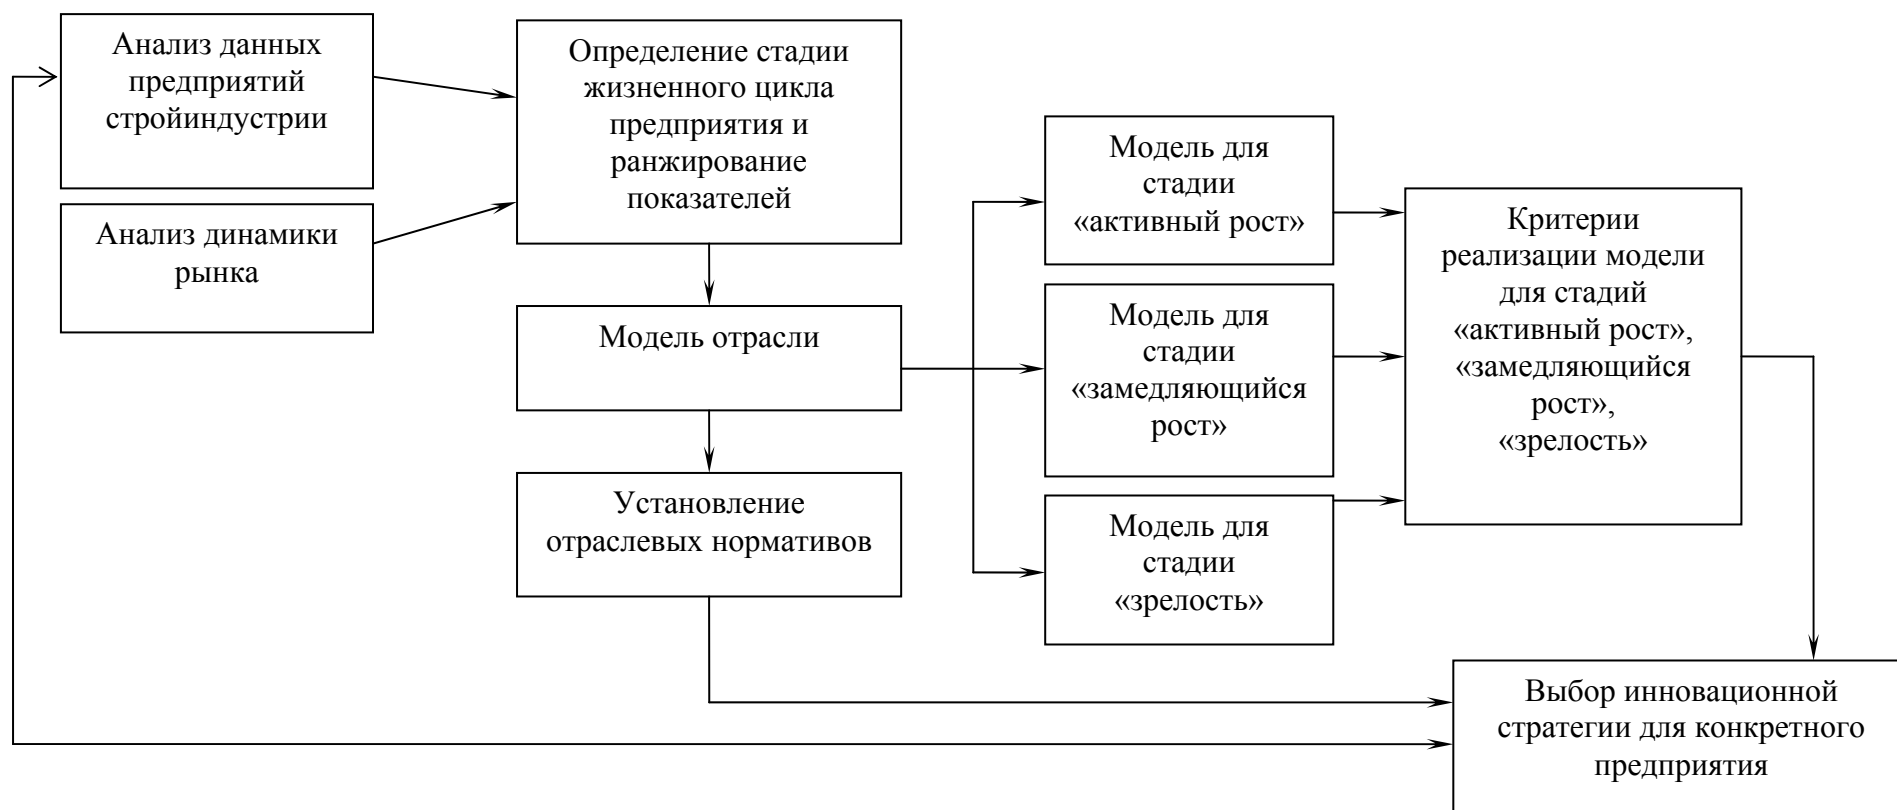 Анализ данных
предприятий
стройиндустрии
Анализ динамики
рынка
Определение стадии
жизненного цикла
предприятия и
ранжирование
показателей
Модель отрасли
Установление
отраслевых нормативов
Модель для
стадии
«активный рост»
Модель для
стадии
«замедляющийся
рост»
Модель для
стадии
«зрелость»
Критерии
реализации модели
для стадий
«активный рост»,
«замедляющийся
рост»,
«зрелость»
Выбор инновационной
стратегии для конкретного
предприятия